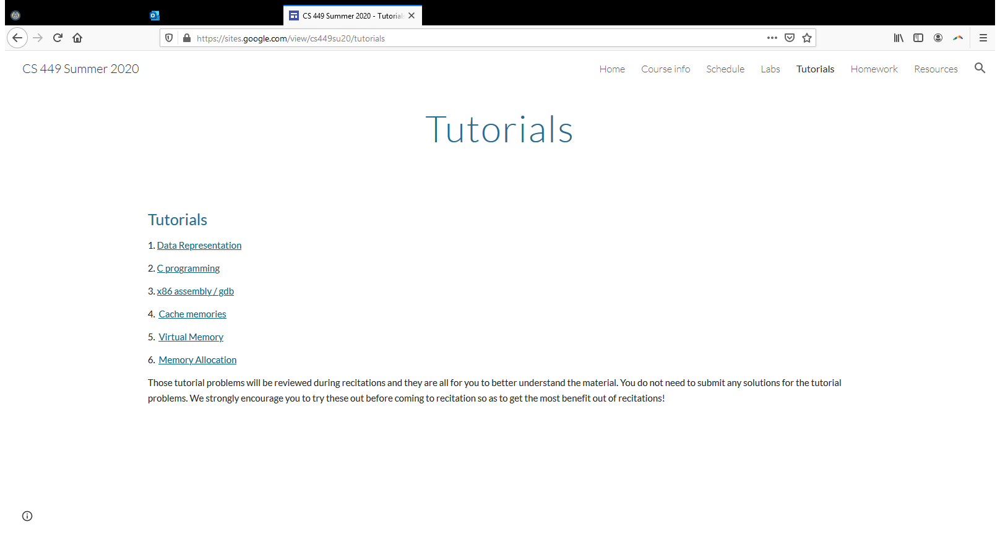 CS 449 Summer 2020 - Tutorial
https://sites.google.com/view/cs449su20/tutorials
CS 449 Summer 2020
Home Course info Schedule Labs Tutorials Homework Resources
Tutorials
Tutorials
1. Data Representation
2. C programming
3. x86 assembly / gdb
4. Cache memories
5. Virtual Memory
6. Memory Allocation
Those tutorial problems will be reviewed during recitations and they are all for you to better understand the material. You do not need to submit any solutions for the tutorial
problems. We strongly encourage you to try these out before coming to recitation so as to get the most benefit out of recitations!